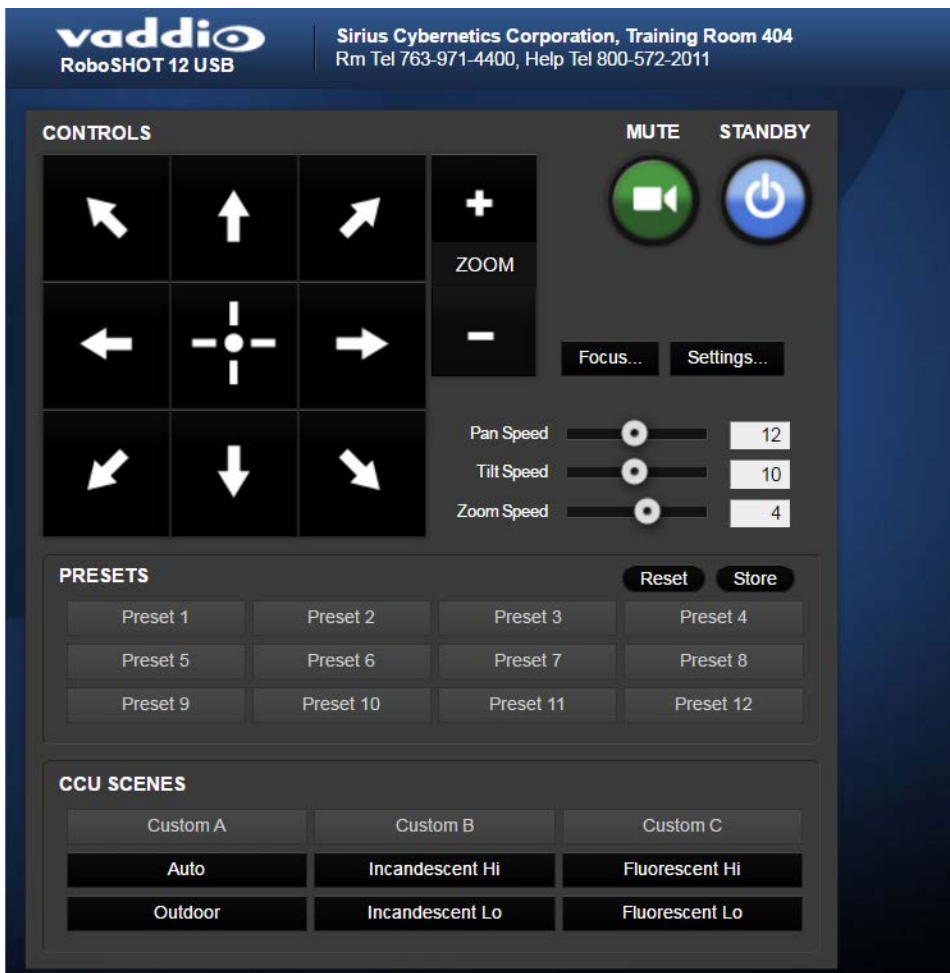 vaddio
RoboSHOT 12 USB
Sirius Cybernetics Corporation, Training Room 404
Rm Tel 763-971-4400, Help Tel 800-572-2011
CONTROLS
MUTE STANDBY
ZOOM
Focus... Settings...
Pan Speed 12
Tilt Speed 10
Zoom Speed 4
PRESETS Reset Store
Preset 1 Preset 2 Preset 3 Preset 4
Preset 5 Preset 6 Preset 7 Preset 8
Preset 9 Preset 10 Preset 11 Preset 12
CCU SCENES
Custom A Custom B Custom C
Auto Incandescent Hi Fluorescent Hi
Outdoor Incandescent Lo Fluorescent Lo